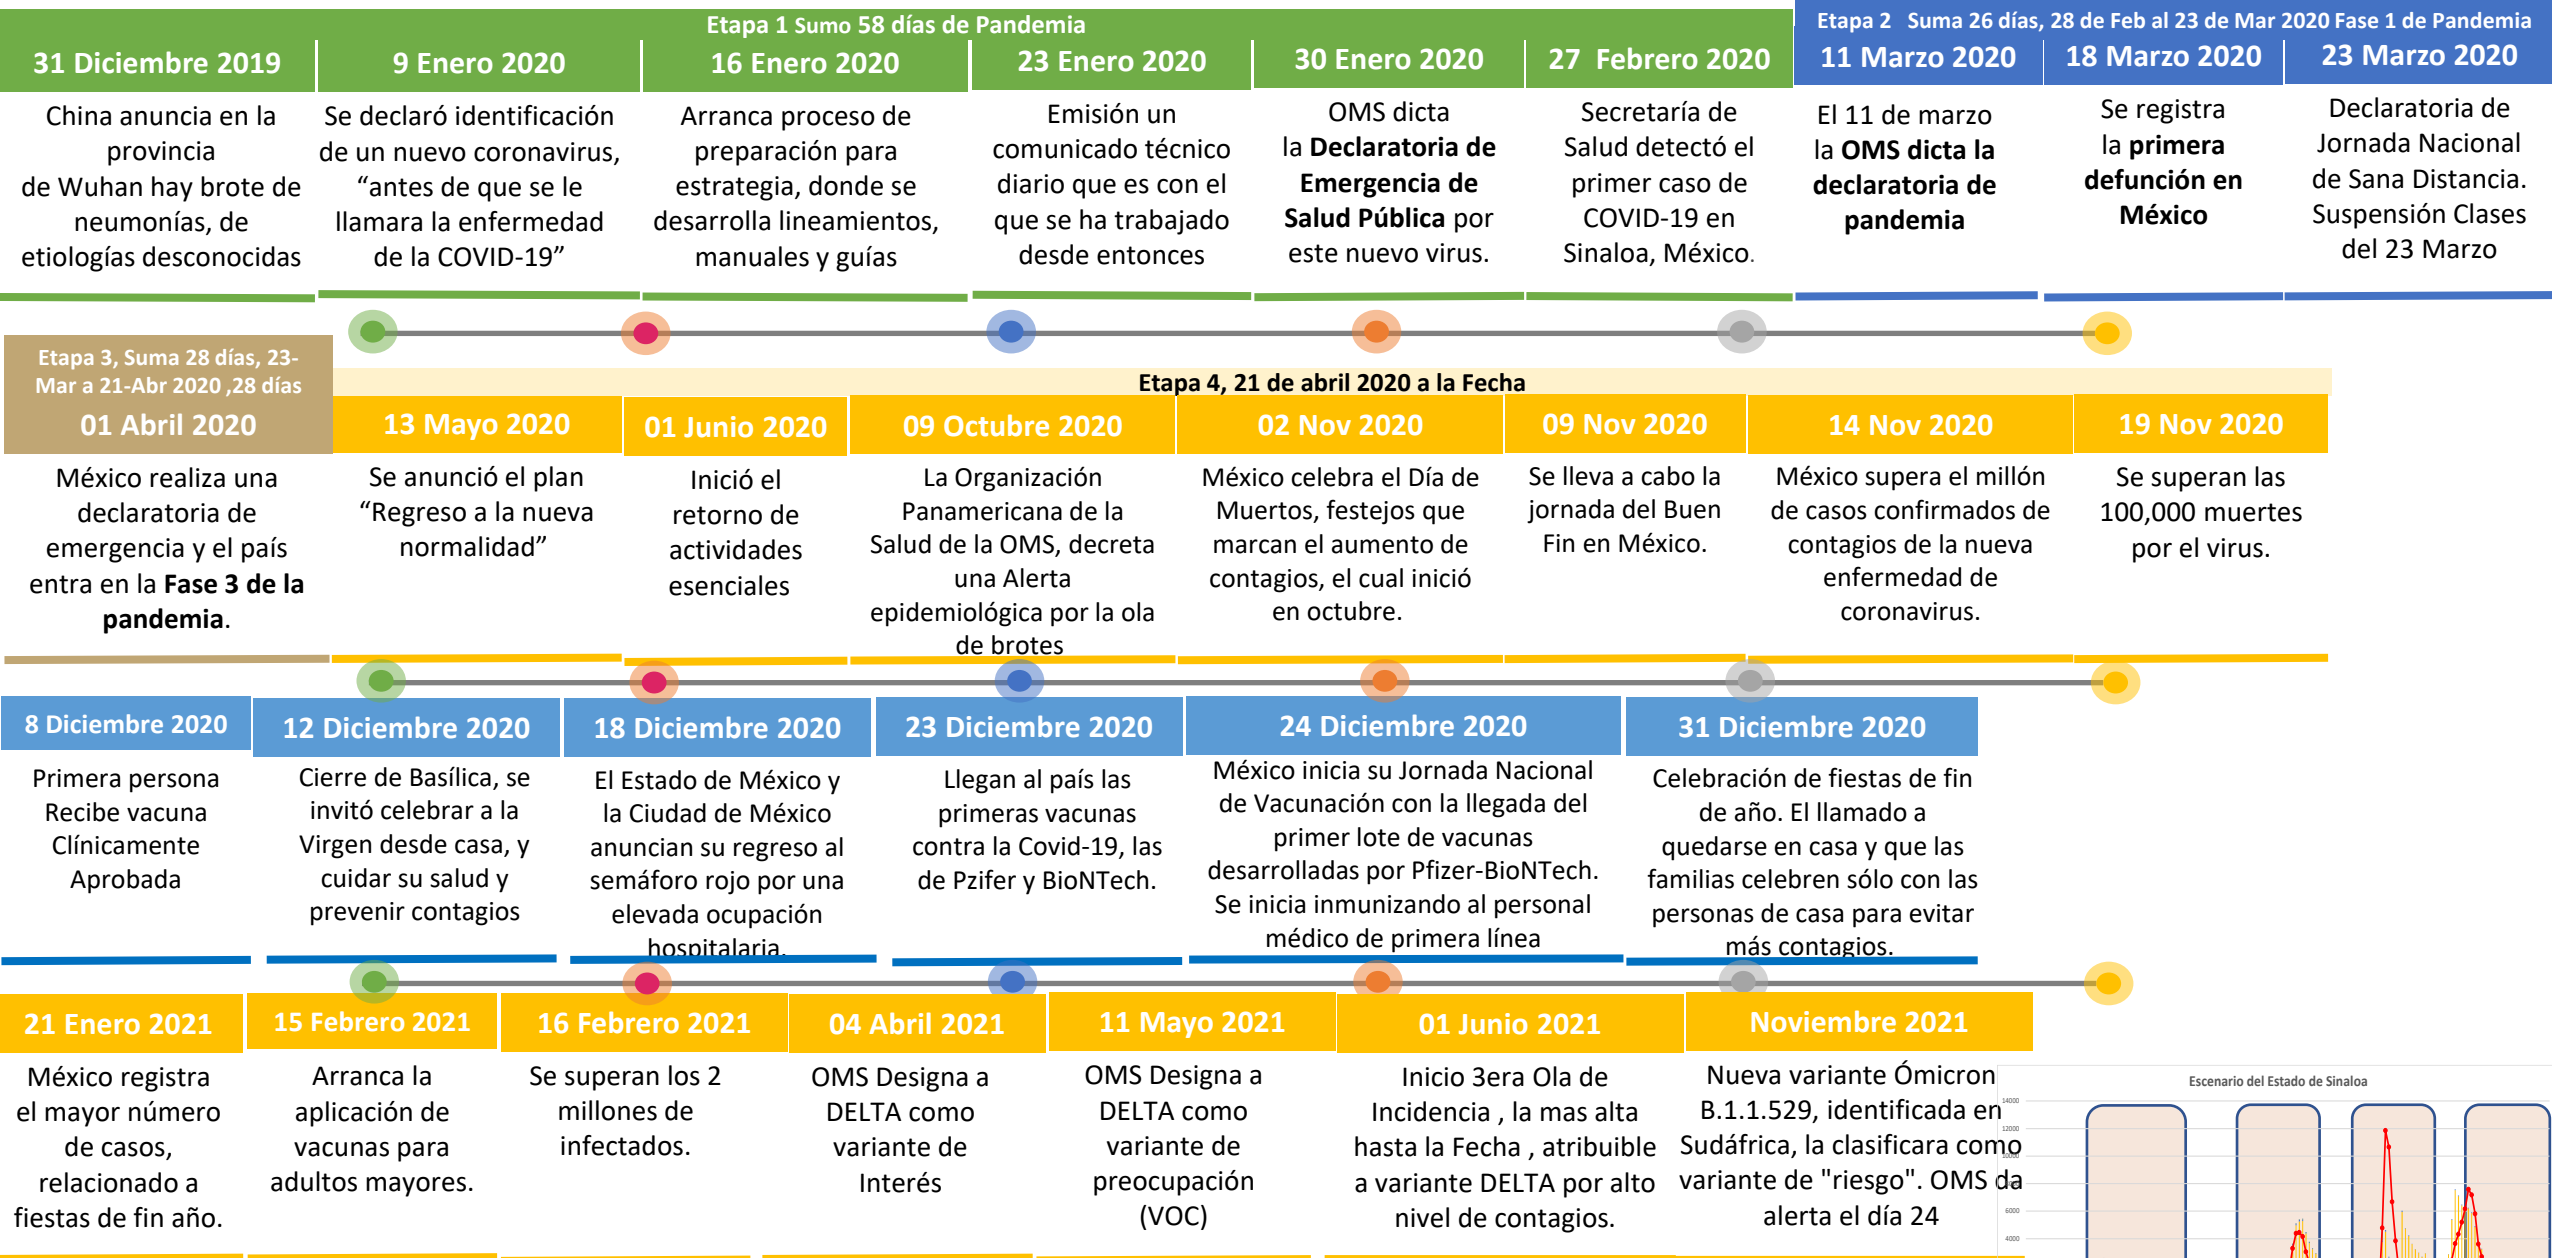 Etapa 1 Sumo 58 días de Pandemia
31 Diciembre 2019
China anuncia en la
provincia
de Wuhan hay brote de
neumonías, de
etiologías desconocidas
9 Enero 2020
Se declaró identificación
de un nuevo coronavirus,
“antes de que se le
llamara la enfermedad
de la COVID-19”
16 Enero 2020
Arranca proceso de
preparación para
estrategia, donde se
desarrolla lineamientos,
manuales y guías
23 Enero 2020
Emisión un
comunicado técnico
diario que es con el
que se ha trabajado
desde entonces
30 Enero 2020
OMS dicta
la Declaratoria de
Emergencia de
Salud Pública por
este nuevo virus.
27 Febrero 2020
Secretaría de
Salud detectó el
primer caso de
COVID-19 en
Sinaloa, México.
Etapa 2 Suma 26 días, 28 de Feb al 23 de Mar 2020 Fase 1 de Pandemia
11 Marzo 2020
El 11 de marzo
la OMS dicta la
declaratoria de
pandemia
18 Marzo 2020
Se registra
la primera
defunción en
México
23 Marzo 2020
Declaratoria de
Jornada Nacional
de Sana Distancia.
Suspensión Clases
del 23 Marzo
Etapa 3, Suma 28 días, 23-
Mar a 21-Abr 2020 ,28 días
01 Abril 2020
México realiza una
declaratoria de
emergencia y el país
entra en la Fase 3 de la
pandemia.
Etapa 4, 21 de abril 2020 a la Fecha
13 Mayo 2020
Se anunció el plan
“Regreso a la nueva
normalidad”
01 Junio 2020
Inició el
retorno de
actividades
esenciales
09 Octubre 2020
La Organización
Panamericana de la
Salud de la OMS, decreta
una Alerta
epidemiológica por la ola
de brotes
02 Nov 2020
México celebra el Día de
Muertos, festejos que
marcan el aumento de
contagios, el cual inició
en octubre.
09 Nov 2020
Se lleva a cabo la
jornada del Buen
Fin en México.
14 Nov 2020
México supera el millón
de casos confirmados de
contagios de la nueva
enfermedad de
coronavirus.
19 Nov 2020
Se superan las
100,000 muertes
por el virus.
8 Diciembre 2020
Primera persona
Recibe vacuna
Clínicamente
Aprobada
12 Diciembre 2020
Cierre de Basílica, se
invitó celebrar a la
Virgen desde casa, y
cuidar su salud y
prevenir contagios
18 Diciembre 2020
El Estado de México y
la Ciudad de México
anuncian su regreso al
semáforo rojo por una
elevada ocupación
hospitalaria.
23 Diciembre 2020
Llegan al país las
primeras vacunas
contra la Covid-19, las
de Pzifer y BioNTech.
24 Diciembre 2020
México inicia su Jornada Nacional
de Vacunación con la llegada del
primer lote de vacunas
desarrolladas por Pfizer-BioNTech.
Se inicia inmunizando al personal
médico de primera línea
31 Diciembre 2020
Celebración de fiestas de fin
de año. El llamado a
quedarse en casa y que las
familias celebren sólo con las
personas de casa para evitar
más contagios.
21 Enero 2021
México registra
el mayor número
de casos,
relacionado a
fiestas de fin año.
15 Febrero 2021
Arranca la
aplicación de
vacunas para
adultos mayores.
16 Febrero 2021
Se superan los 2
millones de
infectados.
04 Abril 2021
OMS Designa a
DELTA como
variante de
Interés
11 Mayo 2021
OMS Designa a
DELTA como
variante de
preocupación
(VOC)
01 Junio 2021
Inicio 3era Ola de
Incidencia , la mas alta
hasta la Fecha , atribuible
a variante DELTA por alto
nivel de contagios.
Noviembre 2021
Nueva variante Ómicron
B.1.1.529, identificada en
Sudáfrica, la clasificara como
variante de "riesgo". OMS da
alerta el día 24
Escenario del Estado de Sinaloa
14000
12000
10000
6000
4000